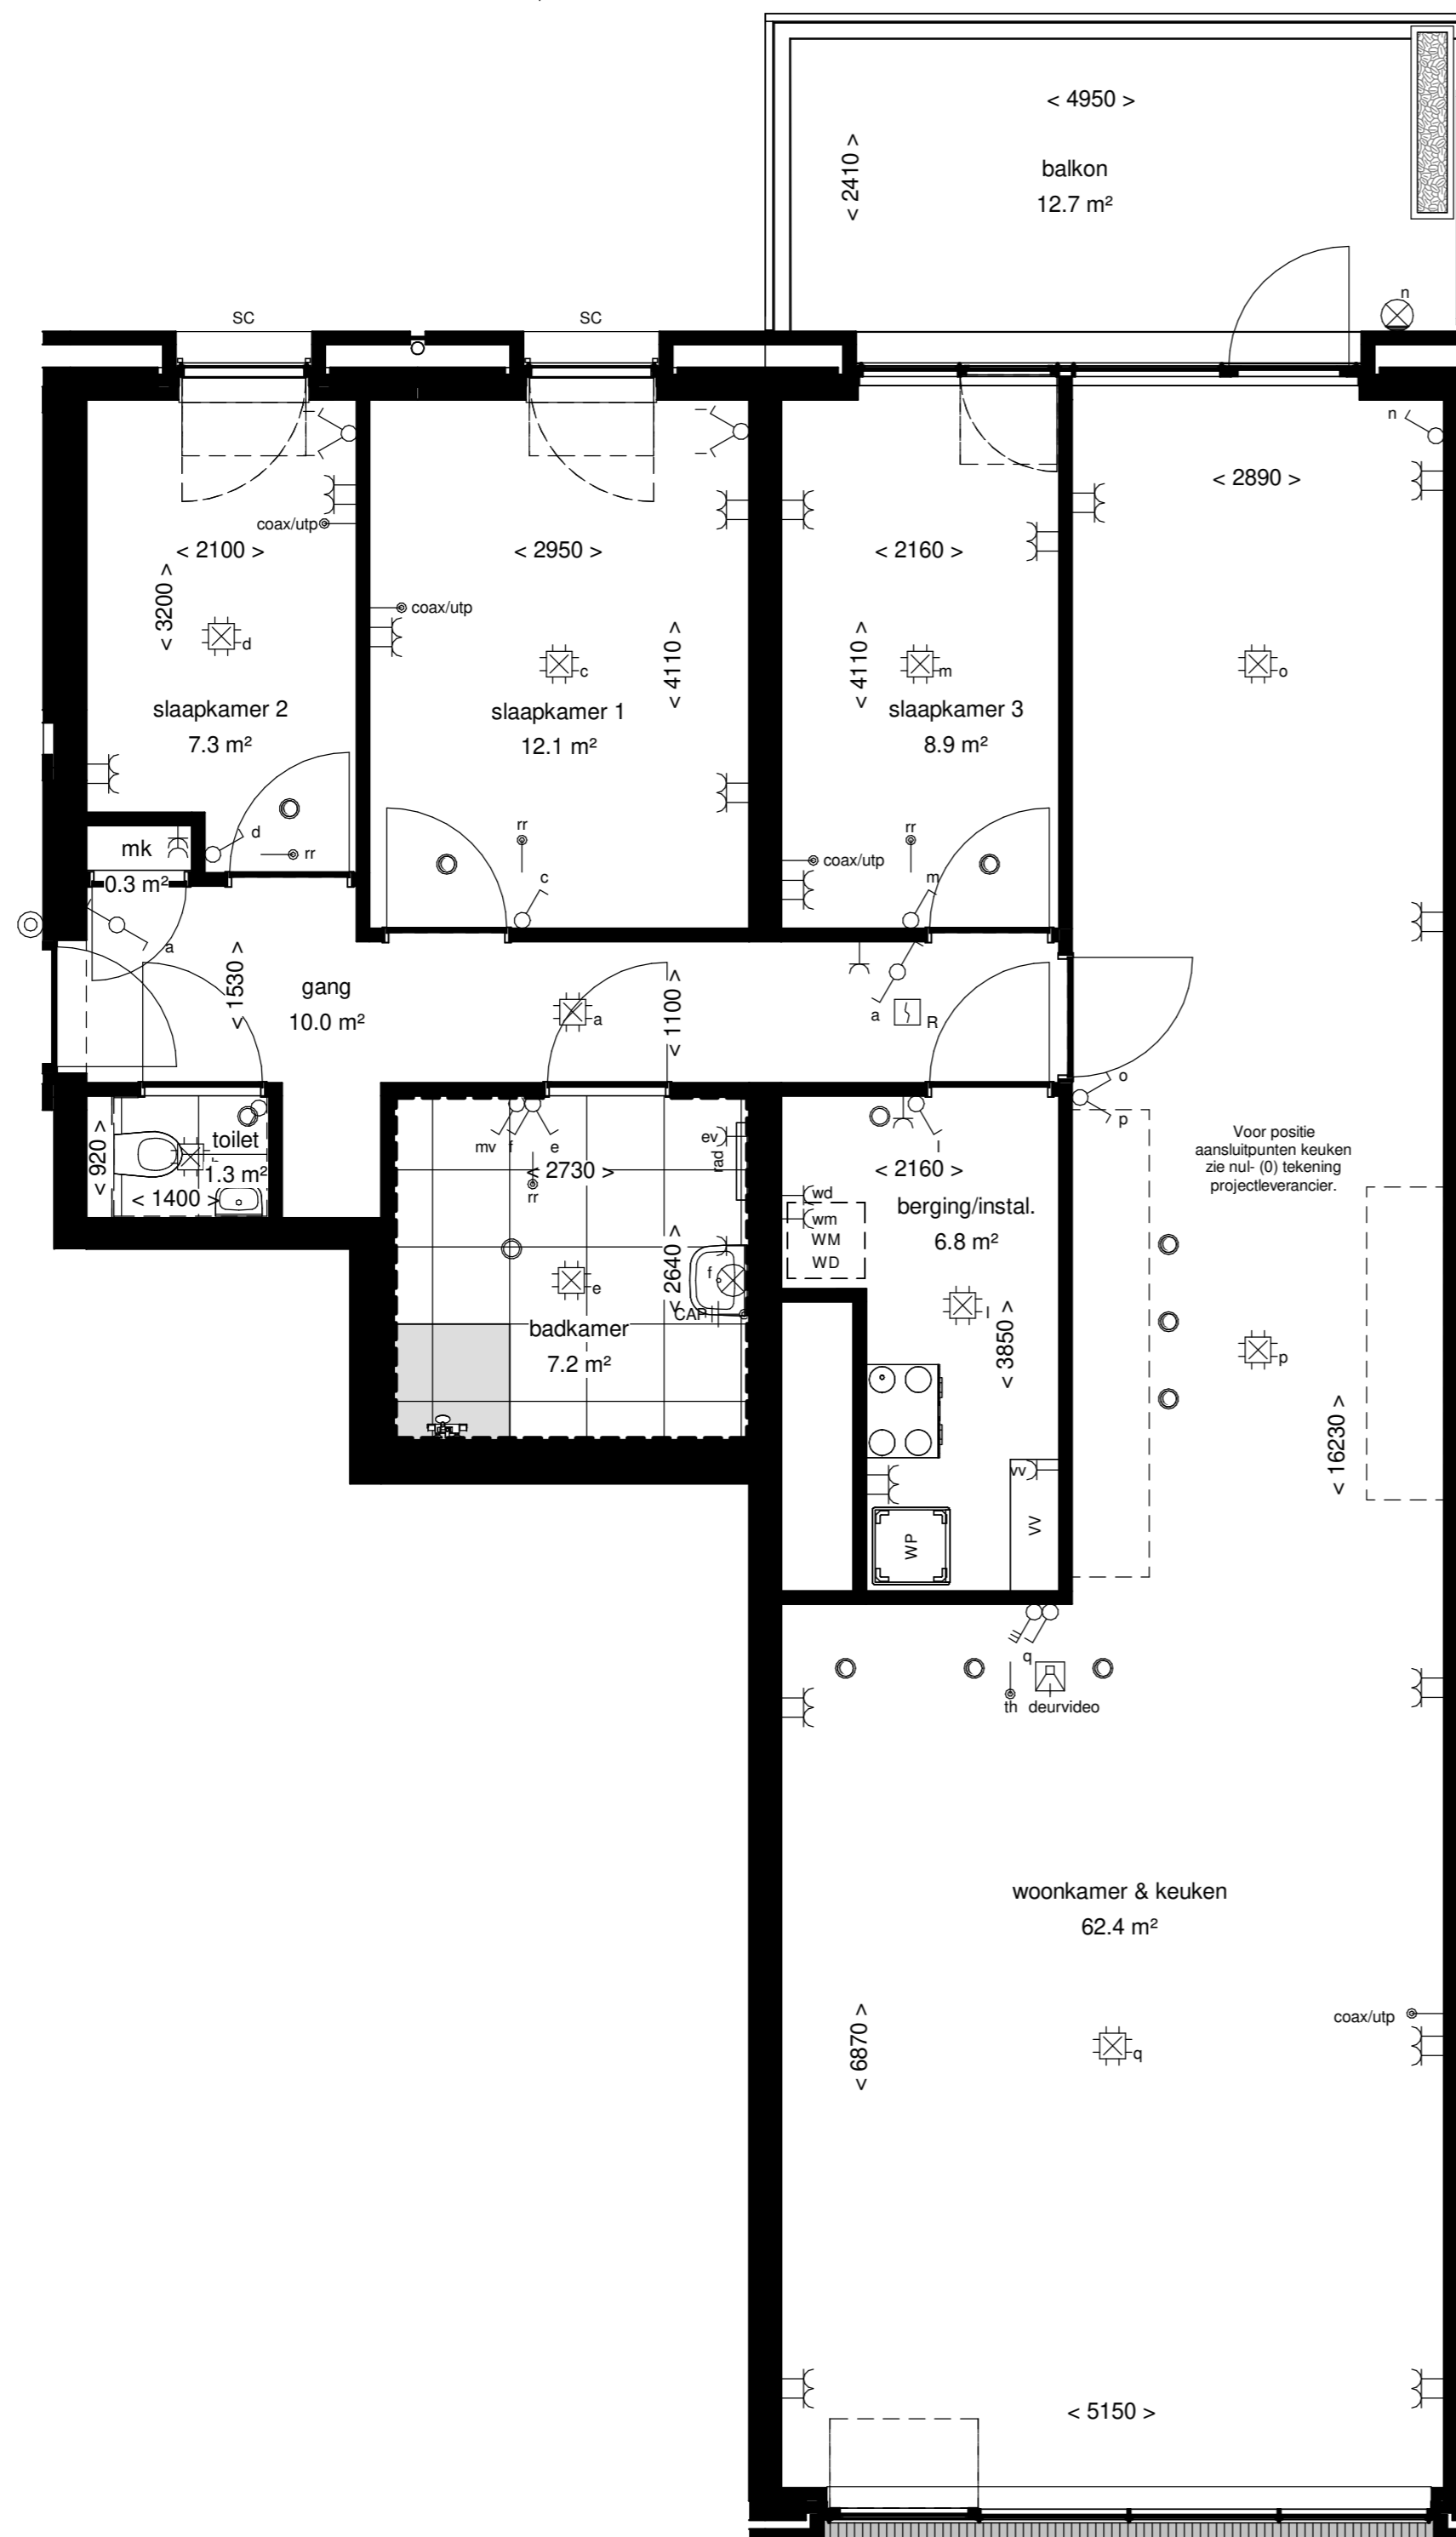 < 4950 >
< 2410 >
balkon
12.7 m²
n
SC
SC
n
< 2890 >
coax/utp
< 2100 >
< 2950 >
< 2160 >
< 3200 >
coax/utp
d
c
< 4110 >
< 4110 >
m
o
slaapkamer 2
7.3 m²
slaapkamer 1
12.1 m²
slaapkamer 3
8.9 m²
d
rr
rr
rr
mk
0.3 m²
c
coax/utp
m
a
< 1530 >
gang
10.0 m²
a
< 1100 >
a
R
o
p
< 920 >
toilet
1.3 m²
< 1400 >
mv
f
e
< 2730 >
rr
ev
rad
l
< 2160 >
wd
wm
WM
WD
berging/instal.
6.8 m²
Voor positie
aansluitpunten keuken
zie nul- (0) tekening
projectleverancier.
< 2640 >
f
e
CAP
badkamer
7.2 m²
l
< 3850 >
p
< 16230 >
vv
VV
WP
q
th
deurvideo
woonkamer & keuken
62.4 m²
< 6870 >
coax/utp
q
< 5150 >